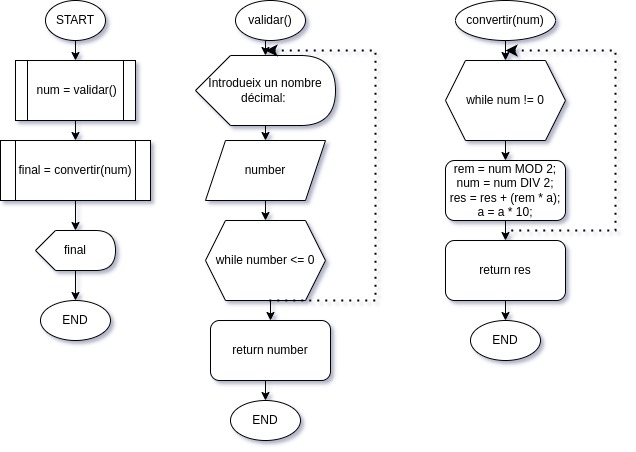 START
num = validar()
final = convertir(num)
final
END
validar()
Introdueix un nombre
décimal:
number
while number <= 0
return number
END
convertir(num)
while num != 0
rem = num MOD 2;
num = num DIV 2;
res = res + (rem * a);
a = a * 10;
return res
END